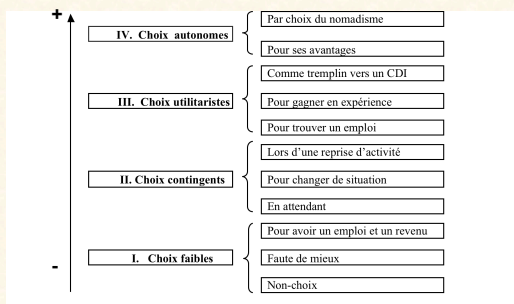 +
IV. Choix autonomes
Par choix du nomadisme
Pour ses avantages
III. Choix utilitaristes
Comme tremplin vers un CDI
Pour gagner en expérience
Pour trouver un emploi
II. Choix contingents
Lors d’une reprise d’activité
Pour changer de situation
En attendant
I. Choix faibles
Pour avoir un emploi et un revenu
Faute de mieux
Non-choix
-